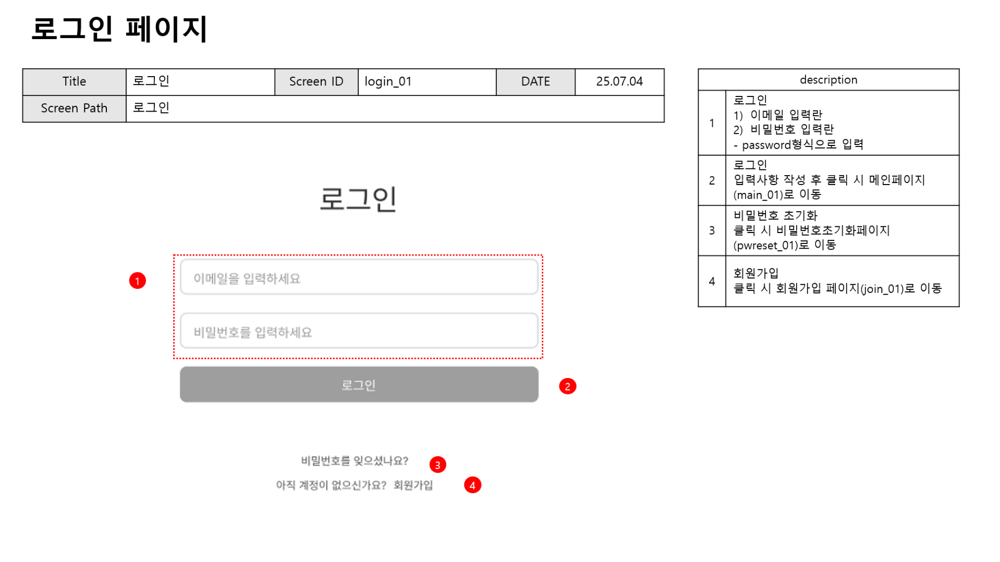 로그인 페이지
Title 로그인 Screen ID login_01 DATE 25.07.04
Screen Path 로그인
로그인
1 이메일을 입력하세요
비밀번호를 입력하세요
로그인 2
비밀번호를 잊으셨나요? 3
아직 계정이 없으신가요? 회원가입 4
description
1 로그인
1) 이메일 입력란
2) 비밀번호 입력란
- password형식으로 입력
2 로그인
입력사항 작성 후 클릭 시 메인페이지
(main_01)로 이동
3 비밀번호 초기화
클릭 시 비밀번호초기화페이지
(pwreset_01)로 이동
4 회원가입
클릭 시 회원가입 페이지(join_01)로 이동